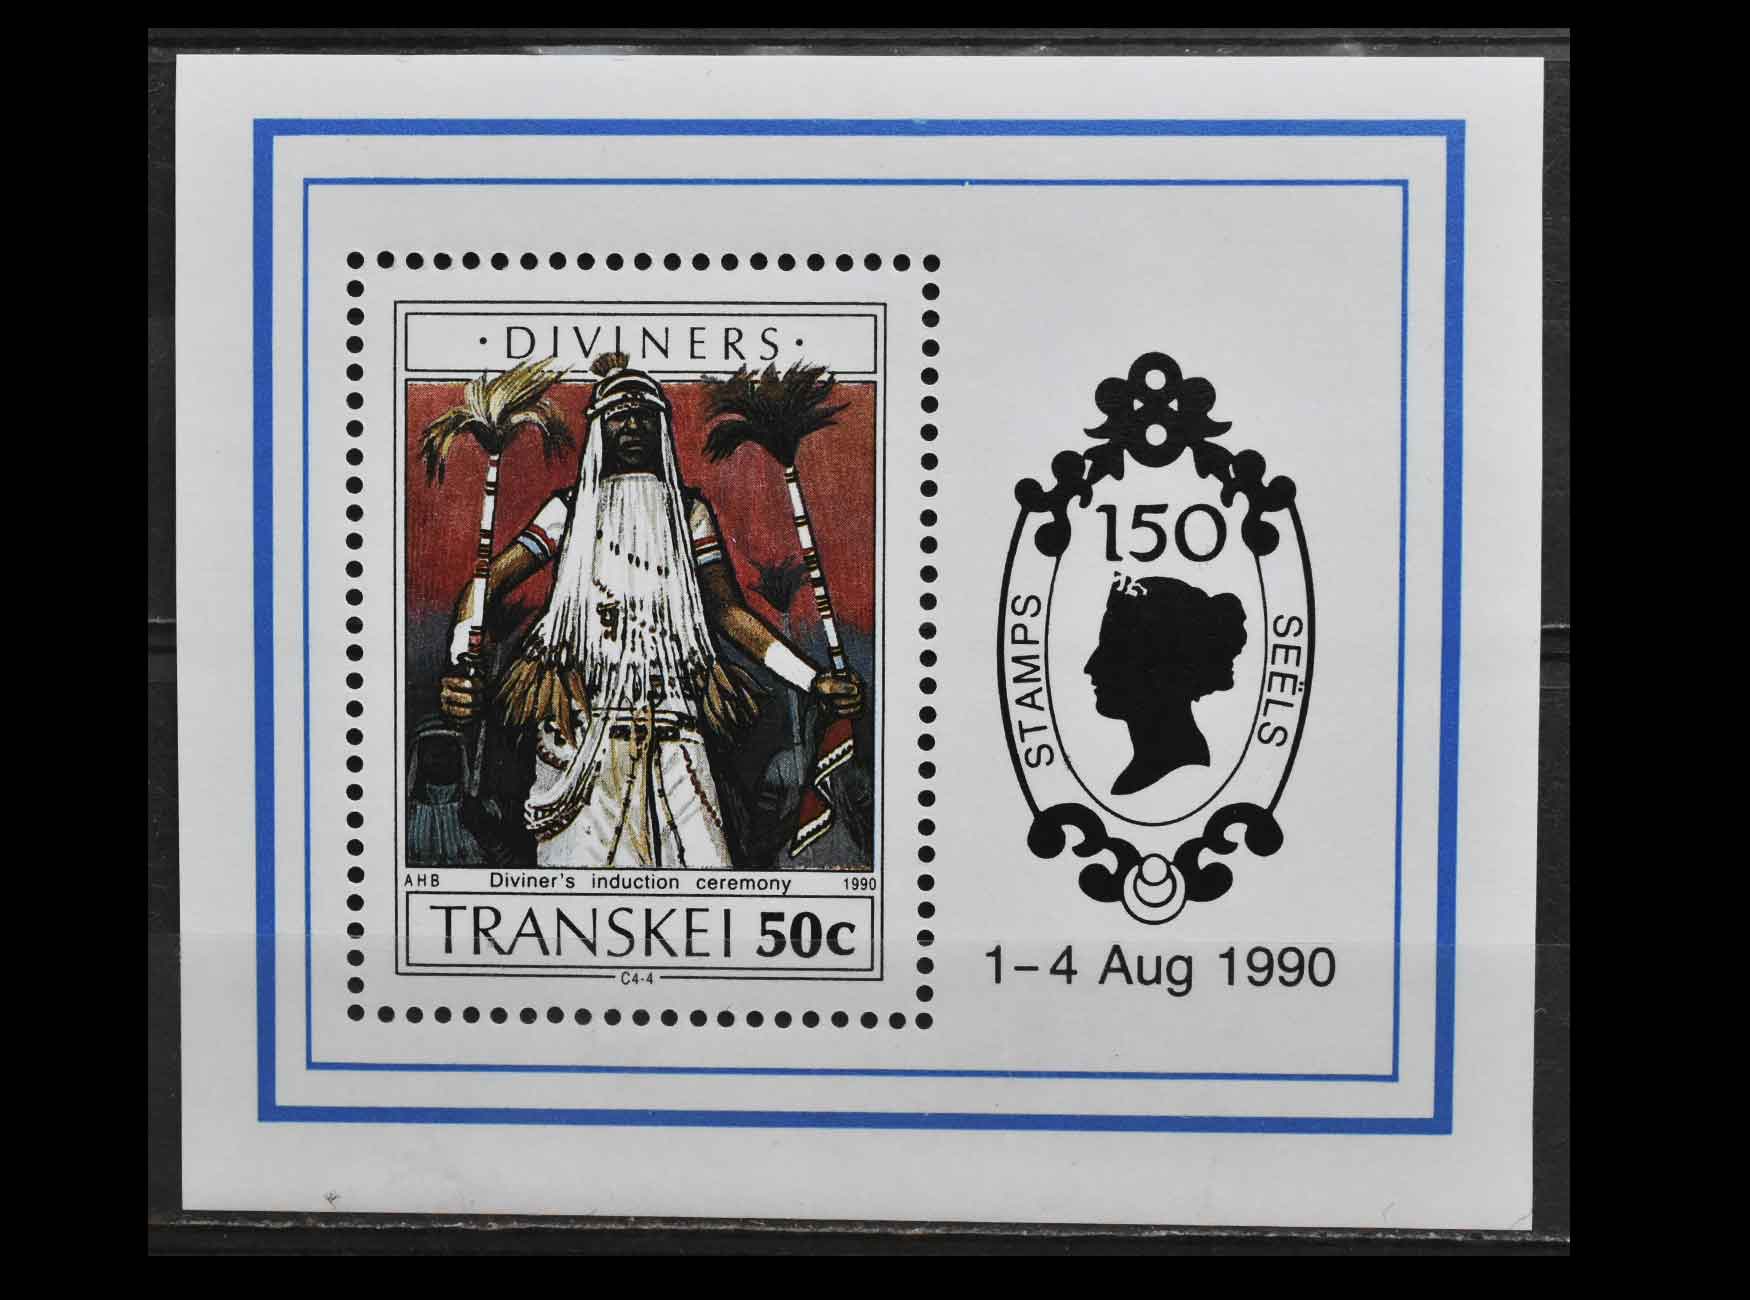 ·DIVINERS·
AHB Diviner's induction ceremony 1990
TRANSKEI 50c
C4-4
150
STAMPS
SEËLS
1–4 Aug 1990